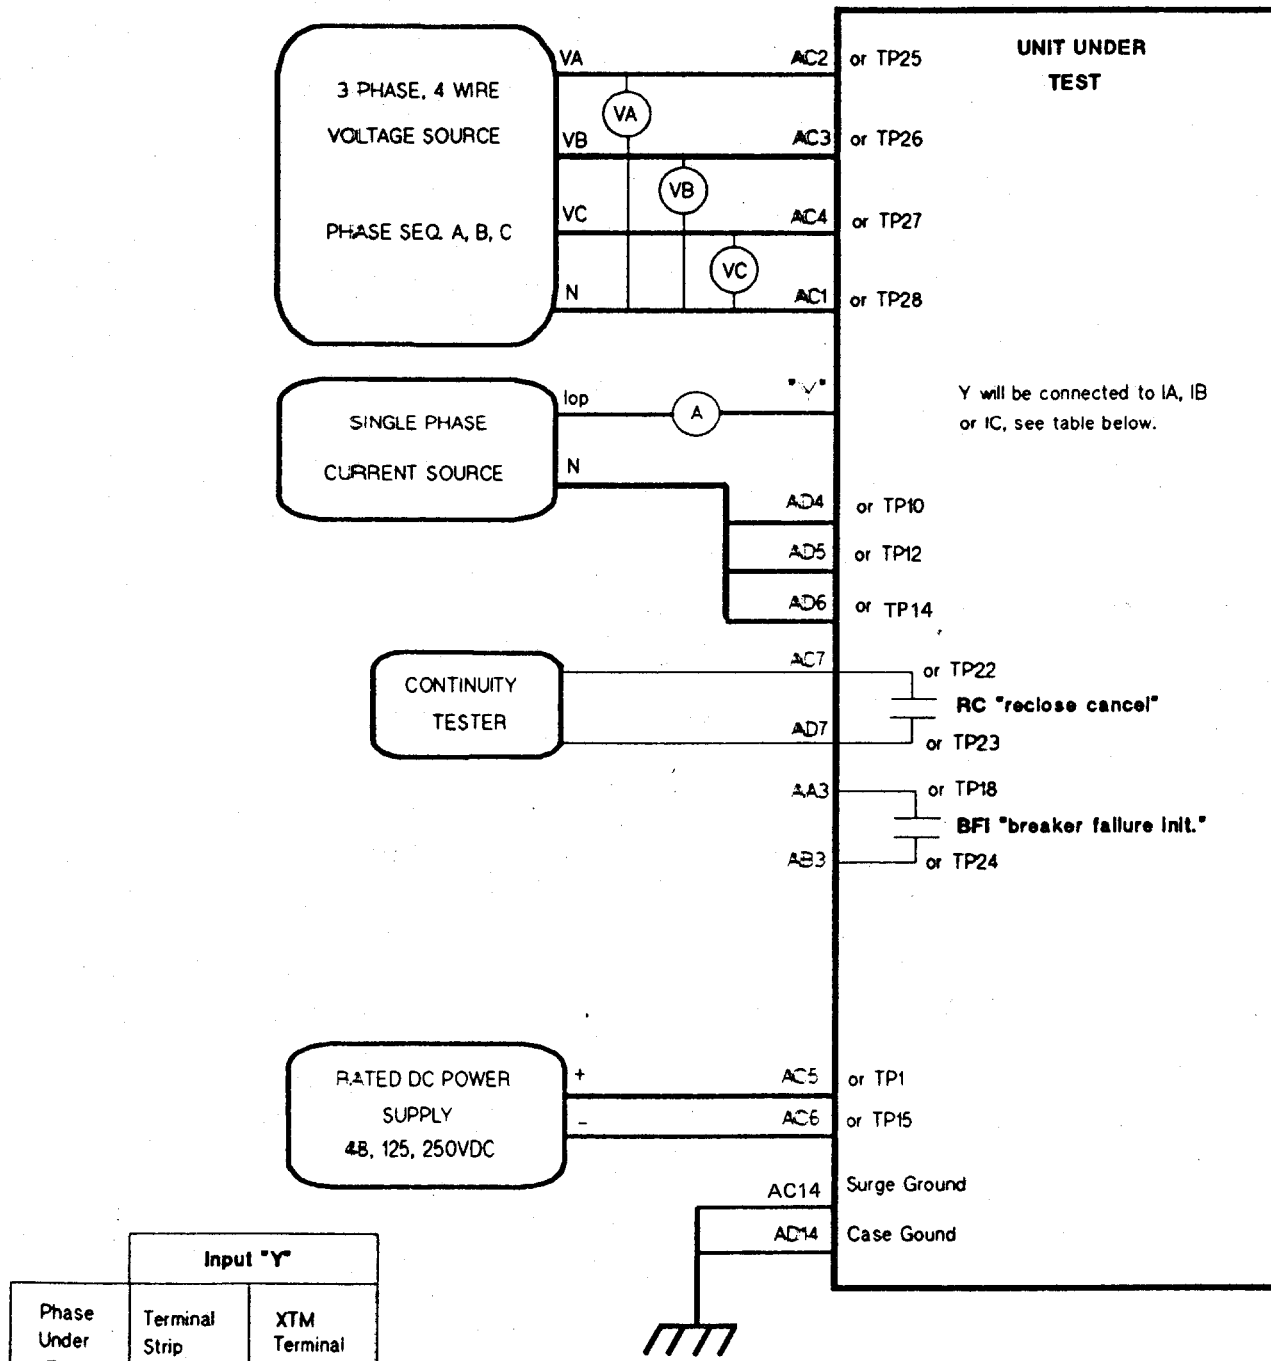 UNIT UNDER
TEST
3 PHASE, 4 WIRE
VOLTAGE SOURCE
PHASE SEQ. A, B, C
VA
VA
AC2 or TP25
VB
VB
AC3 or TP26
VC
VC
AC4 or TP27
N
AC1 or TP28
SINGLE PHASE
CURRENT SOURCE
Iop
A
"Y"
Y will be connected to IA, IB
or IC, see table below.
N
AD4 or TP10
AD5 or TP12
AD6 or TP14
CONTINUITY
TESTER
AC7 or TP22
RC "reclose cancel"
AD7 or TP23
AA3 or TP18
BFI "breaker failure init."
AB3 or TP24
RATED DC POWER
SUPPLY
48, 125, 250VDC
+
AC5 or TP1
-
AC6 or TP15
AC14 Surge Ground
AD14 Case Gound
Input "Y"
Phase
Under
Terminal
Strip
XTM
Terminal